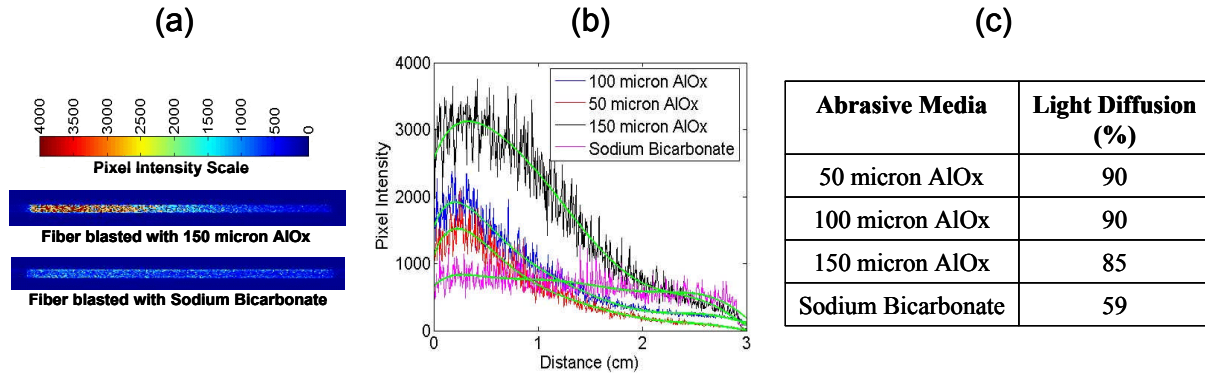 (a)
4000 3500 3000 2500 2000 1500 1000 500 0
Pixel Intensity Scale
Fiber blasted with 150 micron AlOx
Fiber blasted with Sodium Bicarbonate
(b)
4000
3000
2000
1000
0
Pixel Intensity
100 micron AlOx
50 micron AlOx
150 micron AlOx
Sodium Bicarbonate
0 1 2 3
Distance (cm)
(c)
Abrasive Media Light Diffusion
(%)
50 micron AlOx 90
100 micron AlOx 90
150 micron AlOx 85
Sodium Bicarbonate 59